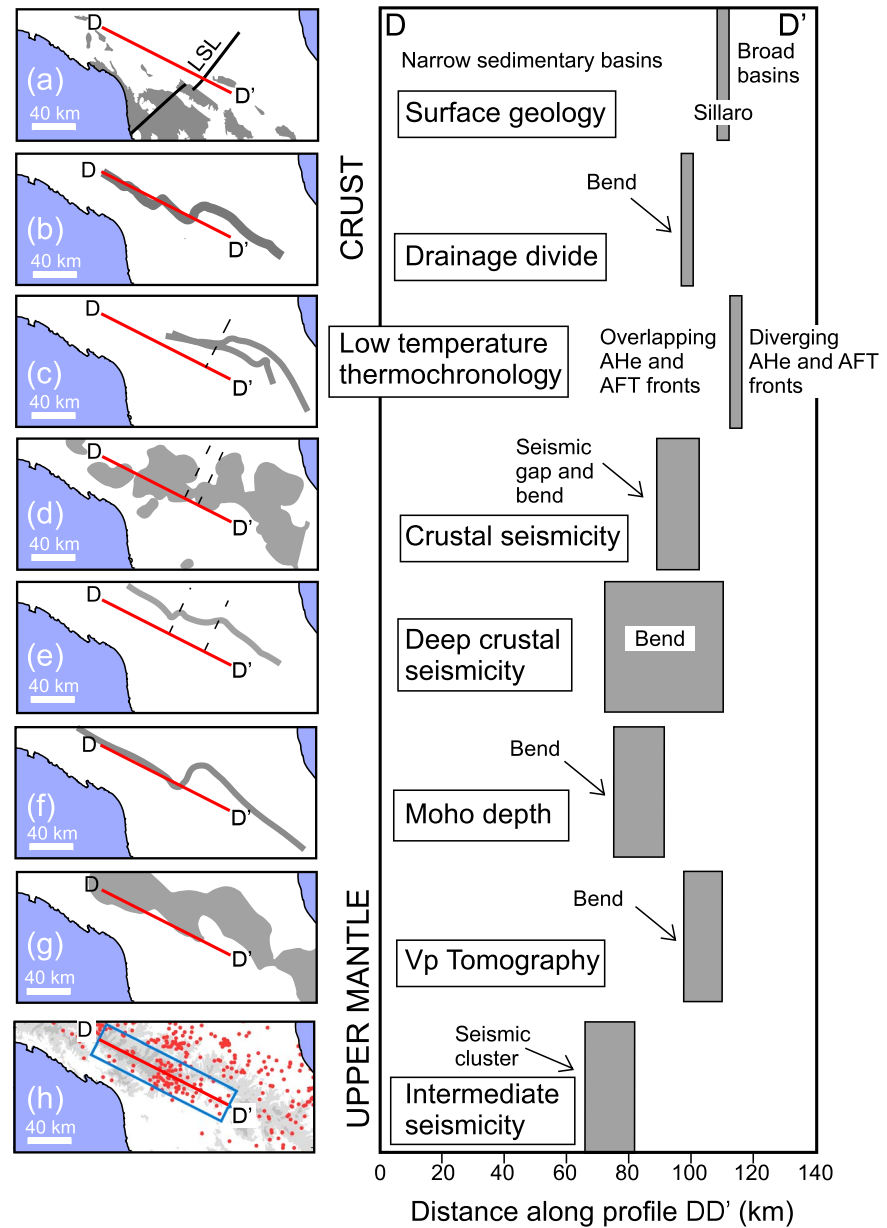 D
LSL
D'
(a)
40 km
D
D'
(b)
40 km
D
D'
(c)
40 km
D
D'
(d)
40 km
D
D'
(e)
40 km
D
D'
(f)
40 km
D
D'
(g)
40 km
D
D'
(h)
40 km
CRUST
UPPER MANTLE
D
D'
Narrow sedimentary basins
Broad
basins
Surface geology
Sillaro
Bend
Drainage divide
Low temperature
thermochronology
Overlapping
AHe and
AFT fronts
Diverging
AHe and AFT
fronts
Seismic
gap and
bend
Crustal seismicity
Deep crustal
seismicity
Bend
Bend
Moho depth
Bend
Vp Tomography
Seismic
cluster
Intermediate
seismicity
0 20 40 60 80 100 120 140
Distance along profile DD' (km)